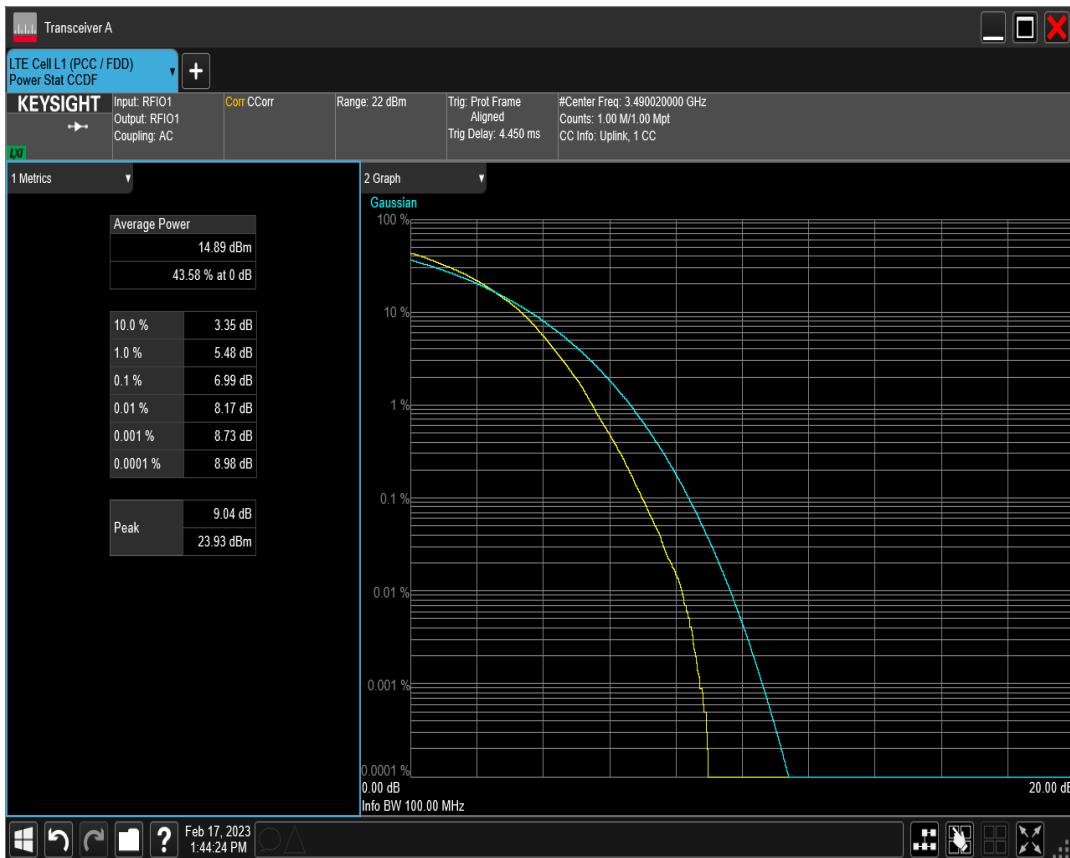 Transceiver A
LTE Cell L1 (PCC / FDD)
Power Stat CCDF
KEYSIGHT
LXI
Input: RFIO1
Output: RFIO1
Coupling: AC
Corr CCorr
Range: 22 dBm
Trig: Prot Frame
Aligned
Trig Delay: 4.450 ms
#Center Freq: 3.490020000 GHz
Counts: 1.00 M/1.00 Mpt
CC Info: Uplink, 1 CC
1 Metrics
Average Power
14.89 dBm
43.58 % at 0 dB
10.0 % 3.35 dB
1.0 % 5.48 dB
0.1 % 6.99 dB
0.01 % 8.17 dB
0.001 % 8.73 dB
0.0001 % 8.98 dB
Peak
9.04 dB
23.93 dBm
2 Graph
Gaussian
100 %
10 %
1 %
0.1 %
0.01 %
0.001 %
0.0001 %
0.00 dB 20.00 dB
Info BW 100.00 MHz
? Feb 17, 2023
1:44:24 PM